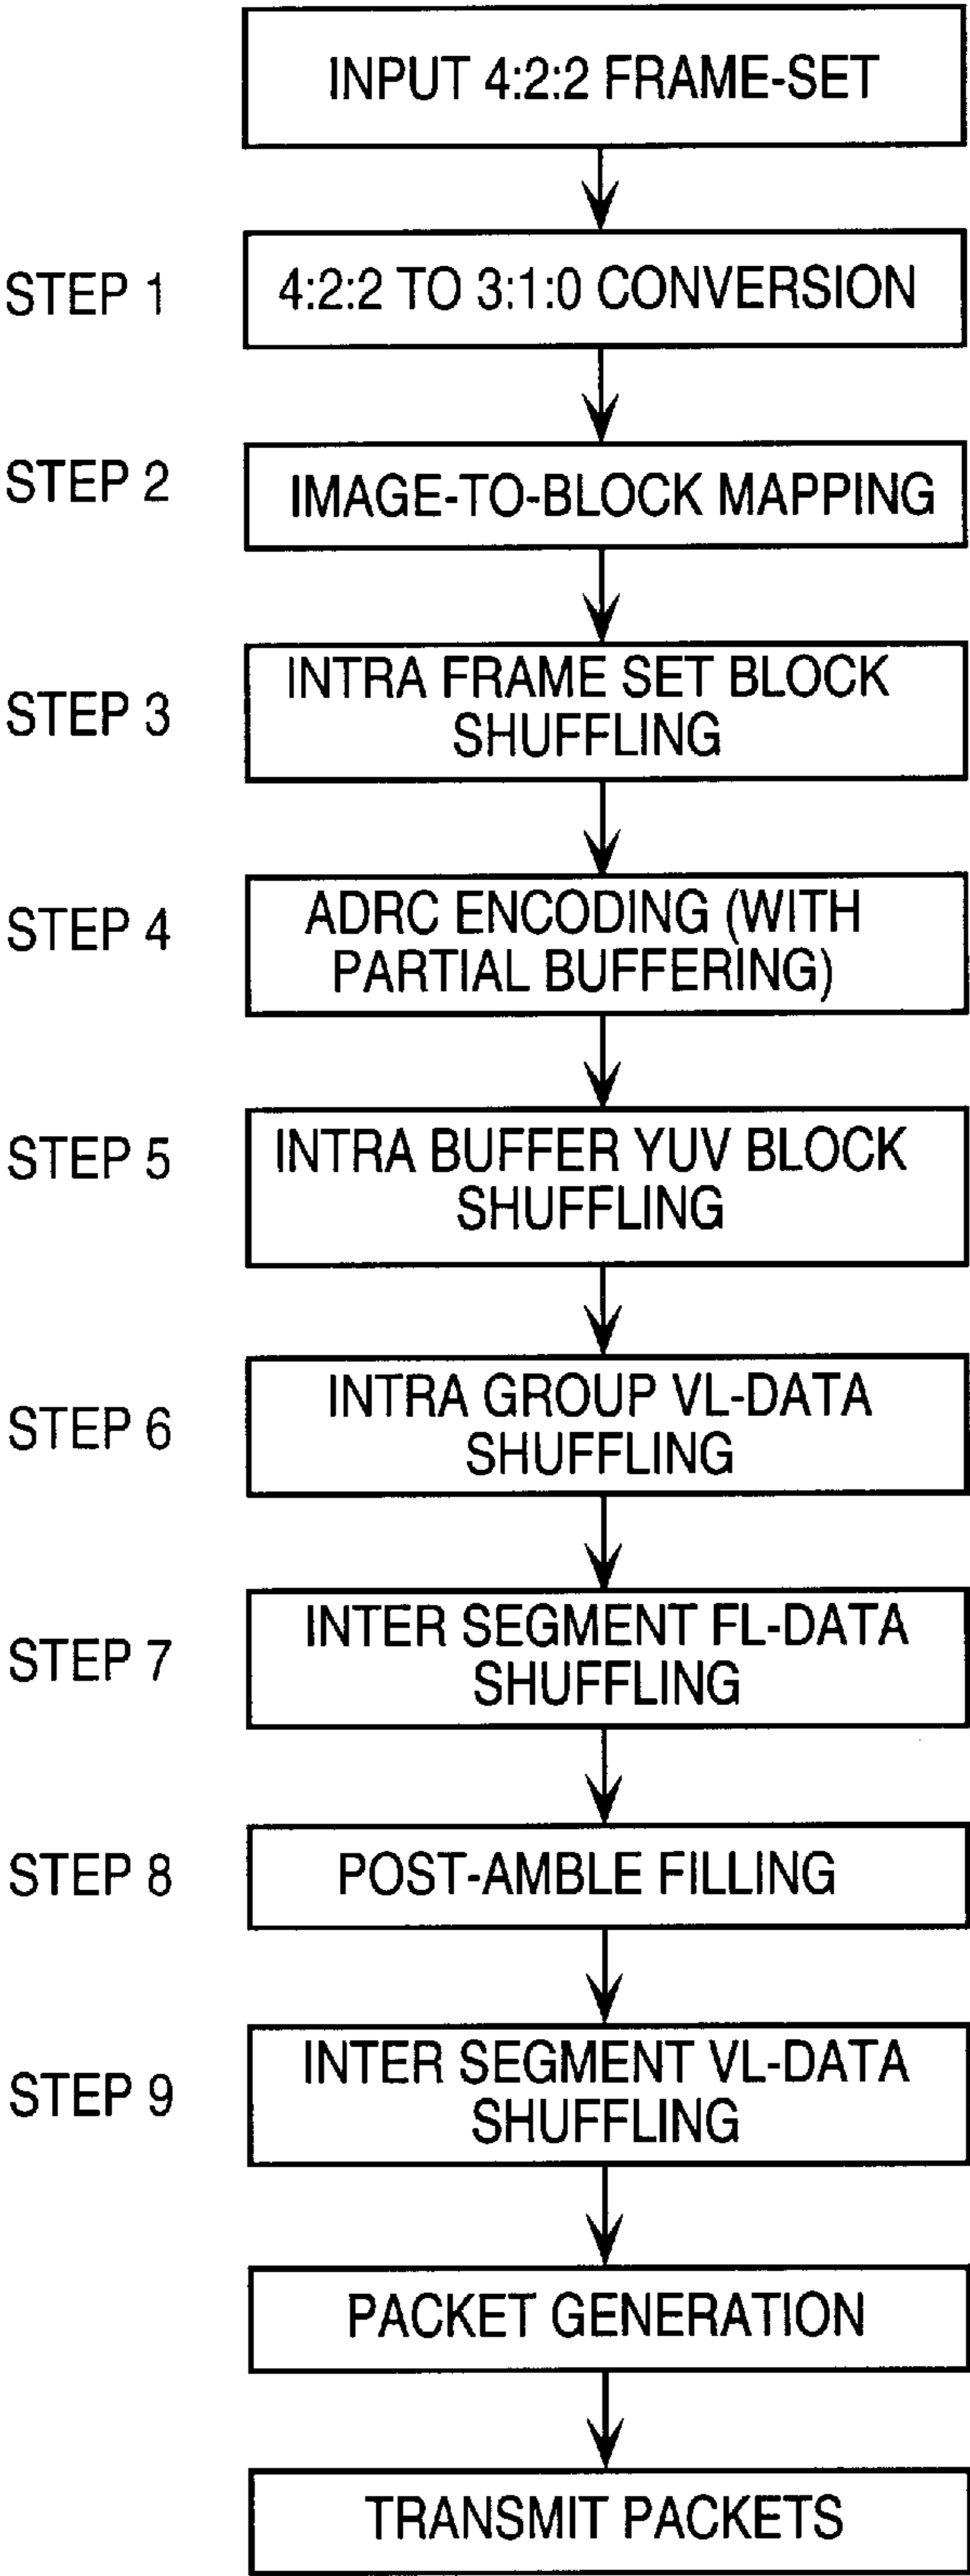 INPUT 4:2:2 FRAME-SET
STEP 1
4:2:2 TO 3:1:0 CONVERSION
STEP 2
IMAGE-TO-BLOCK MAPPING
STEP 3
INTRA FRAME SET BLOCK
SHUFFLING
STEP 4
ADRC ENCODING (WITH
PARTIAL BUFFERING)
STEP 5
INTRA BUFFER YUV BLOCK
SHUFFLING
STEP 6
INTRA GROUP VL-DATA
SHUFFLING
STEP 7
INTER SEGMENT FL-DATA
SHUFFLING
STEP 8
POST-AMBLE FILLING
STEP 9
INTER SEGMENT VL-DATA
SHUFFLING
PACKET GENERATION
TRANSMIT PACKETS